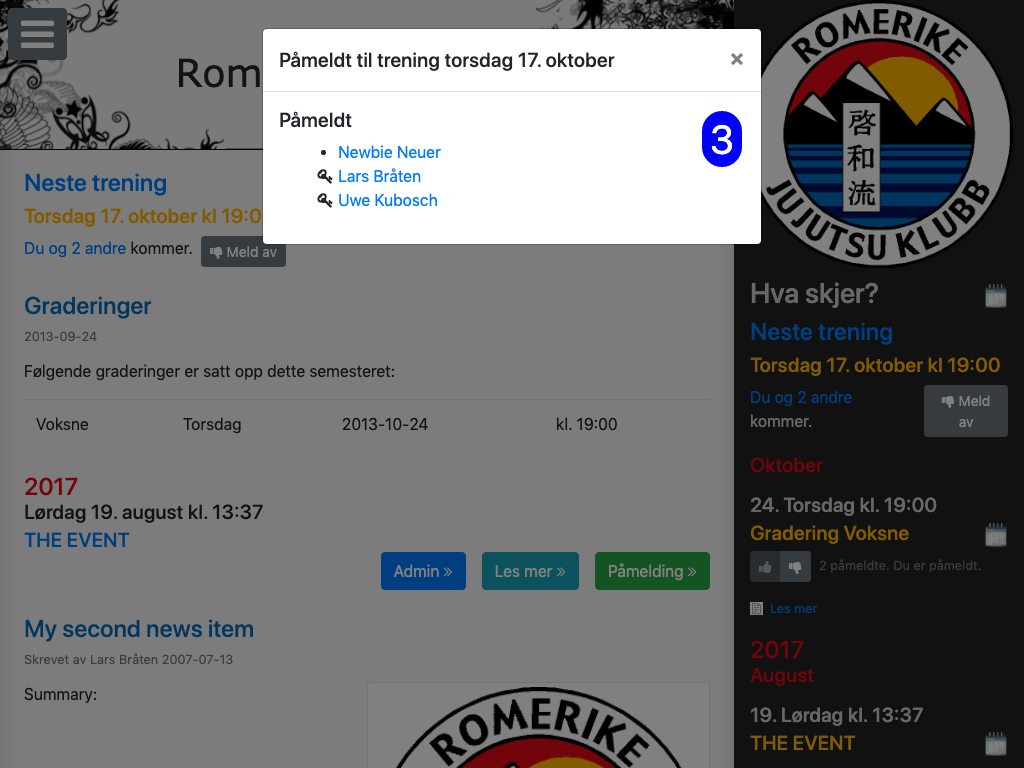 Rom
Påmeldt til trening torsdag 17. oktober
×
Påmeldt
3
Newbie Neuer
Lars Bråten
Uwe Kubosch
Neste trening
Torsdag 17. oktober kl 19:0
Du og 2 andre kommer.
Meld av
Graderinger
2013-09-24
Følgende graderinger er satt opp dette semesteret:
Voksne Torsdag 2013-10-24 kl. 19:00
2017
Lørdag 19. august kl. 13:37
THE EVENT
Admin »
Les mer »
Påmelding »
My second news item
Skrevet av Lars Bråten 2007-07-13
Summary:
ROMERIKE
ROMERIKE
啓和流
JUJUTSU KLUBB
Hva skjer?
Neste trening
Torsdag 17. oktober kl 19:00
Du og 2 andre
kommer.
Meld
av
Oktober
24. Torsdag kl. 19:00
Gradering Voksne
2 påmeldte. Du er påmeldt.
Les mer
2017
August
19. Lørdag kl. 13:37
THE EVENT